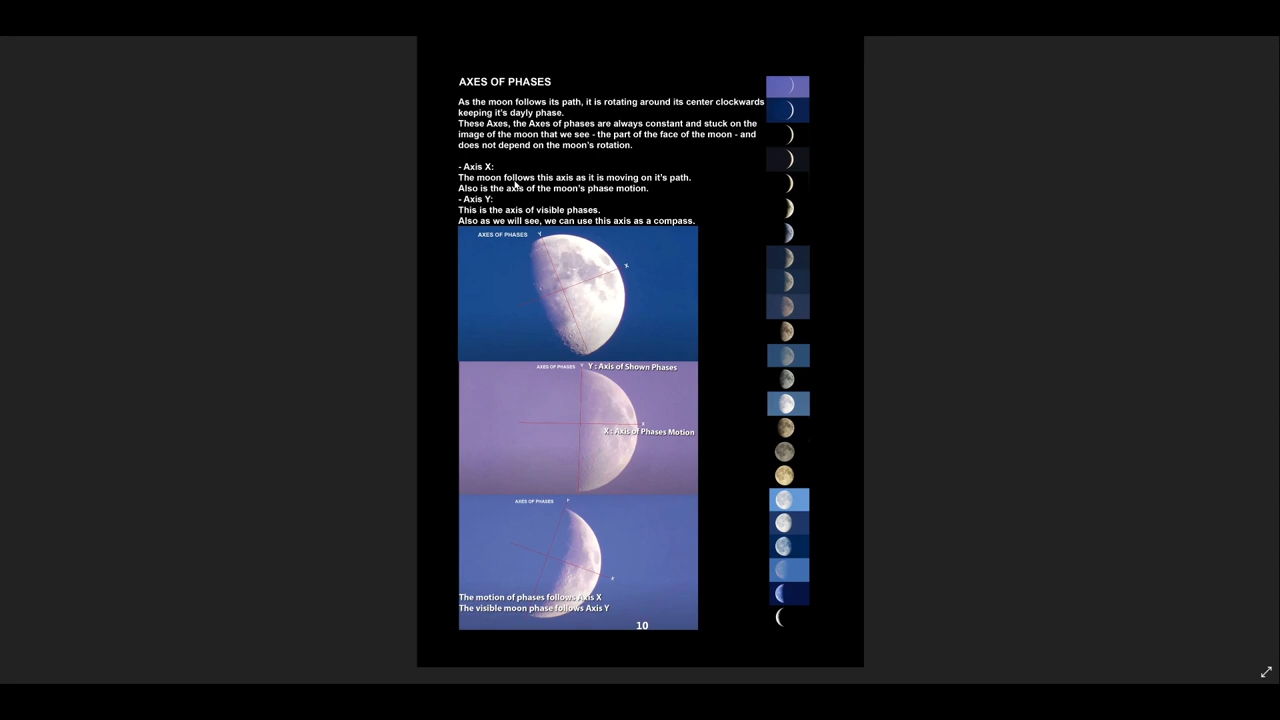 AXES OF PHASES
As the moon follows its path, it is rotating around its center clockwards
keeping it's dayly phase.
These Axes, the Axes of phases are always constant and stuck on the
image of the moon that we see - the part of the face of the moon - and
does not depend on the moon's rotation.
- Axis X:
The moon follows this axis as it is moving on it's path.
Also is the axis of the moon's phase motion.
- Axis Y:
This is the axis of visible phases.
Also as we will see, we can use this axis as a compass.
AXES OF PHASES Y
X
AXES OF PHASES Y Y : Axis of Shown Phases
X
X : Axis of Phases Motion
AXES OF PHASES Y
X
The motion of phases follows Axis X
The visible moon phase follows Axis Y
10